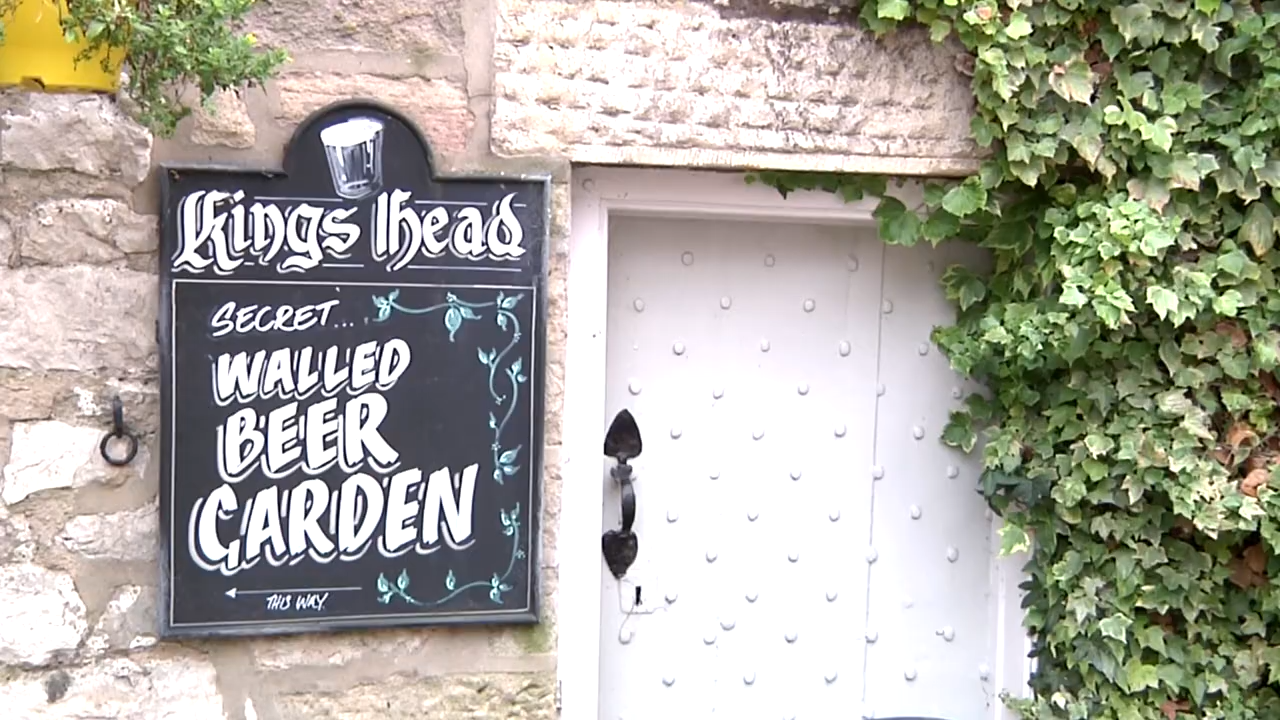 Kings Head
SECRET...
WALLED
BEER
GARDEN
THIS WAY.